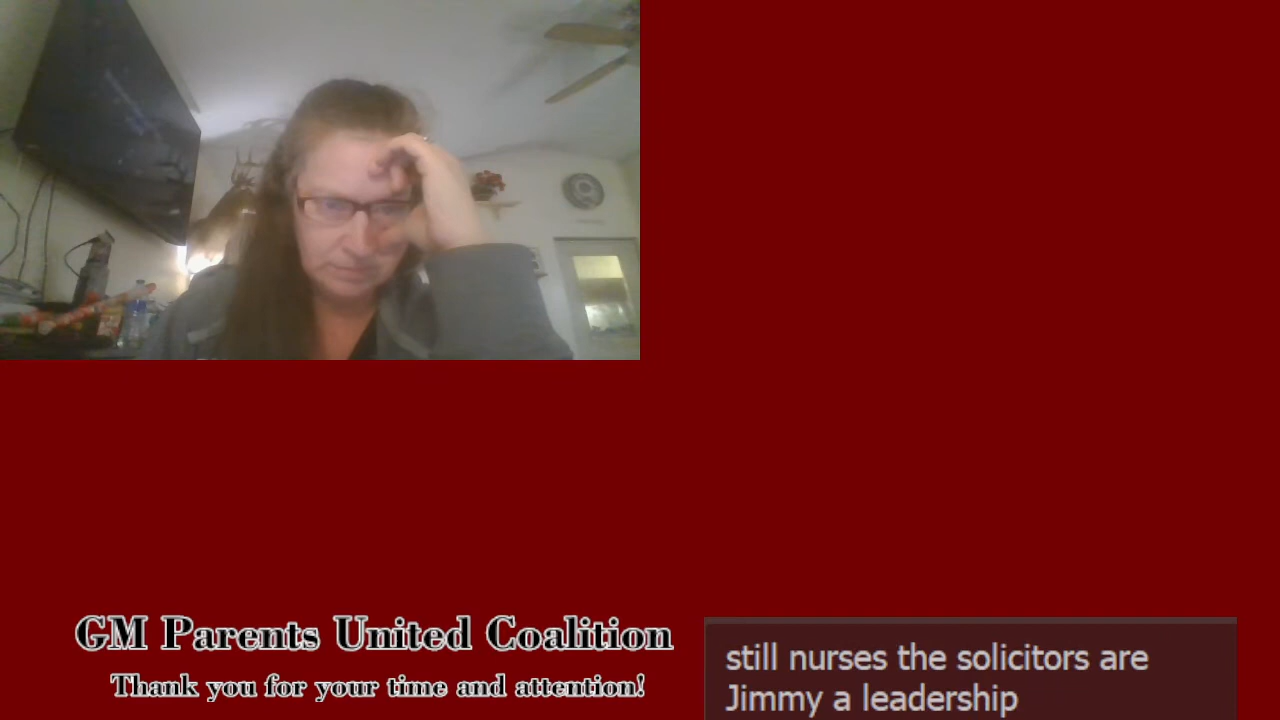 GM Parents United Coalition
Thank you for your time and attention!
still nurses the solicitors are
Jimmy a leadership